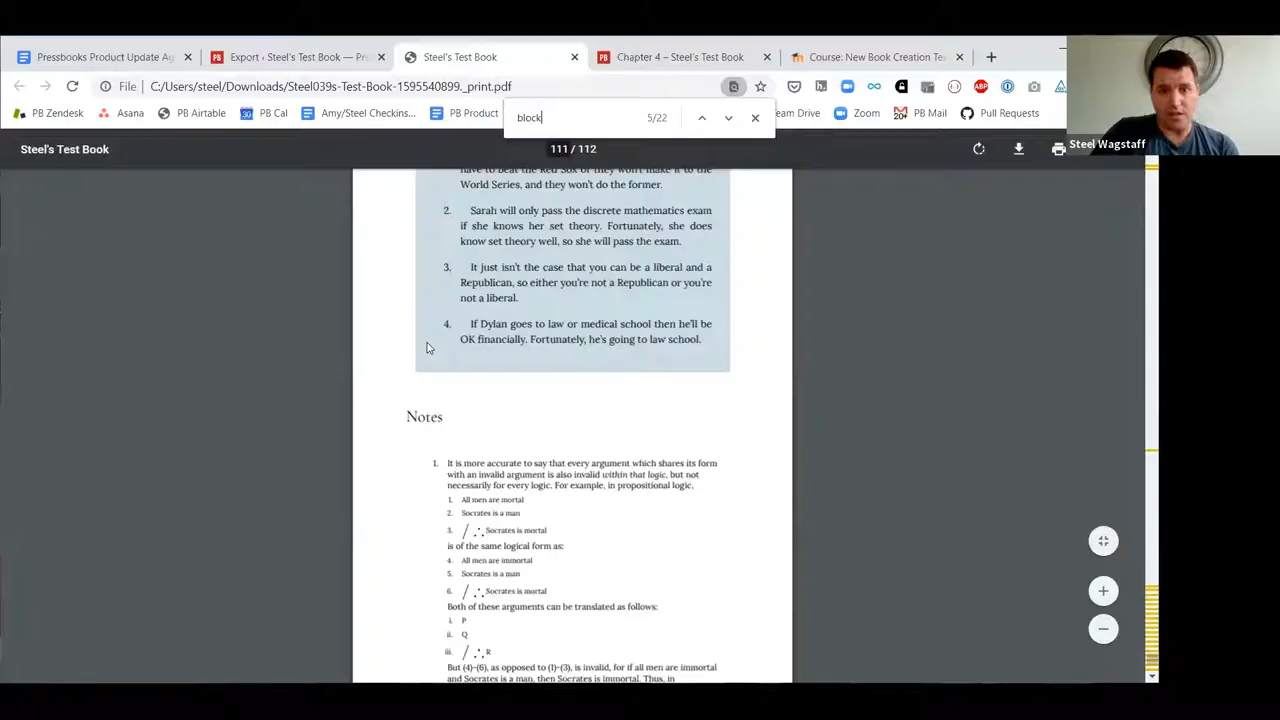 Pressbooks Product Update Ag
Export ‹ Steel's Test Book — Pr
Steel's Test Book
Chapter 4 – Steel's Test Book
Course: New Book Creation Te
File
C:/Users/steel/Downloads/Steel039s-Test-Book-1595540899._print.pdf
PB Zendesk
Asana
PB Airtable
PB Cal
Amy/Steel Checkins...
PB Product
eam Drive
Zoom
PB Mail
Pull Requests
block
5/22
Steel Wagstaff
Steel's Test Book
111 / 112
have to beat the Red Sox or they won't make it to the
World Series, and they won't do the former.
2. Sarah will only pass the discrete mathematics exam
if she knows her set theory. Fortunately, she does
know set theory well, so she will pass the exam.
3. It just isn't the case that you can be a liberal and a
Republican, so either you're not a Republican or you're
not a liberal.
4. If Dylan goes to law or medical school then he'll be
OK financially. Fortunately, he's going to law school.
Notes
1. It is more accurate to say that every argument which shares its form
with an invalid argument is also invalid within that logic, but not
necessarily for every logic. For example, in propositional logic,
1. All men are mortal
2. Socrates is a man
3. / ∴ Socrates is mortal
is of the same logical form as:
4. All men are immortal
5. Socrates is a man
6. / ∴ Socrates is mortal
Both of these arguments can be translated as follows:
i. P
ii. Q
iii. / ∴ R
But (4)-(6), as opposed to (1)-(3), is invalid, for if all men are immortal
and Socrates is a man, then Socrates is immortal. Thus, in